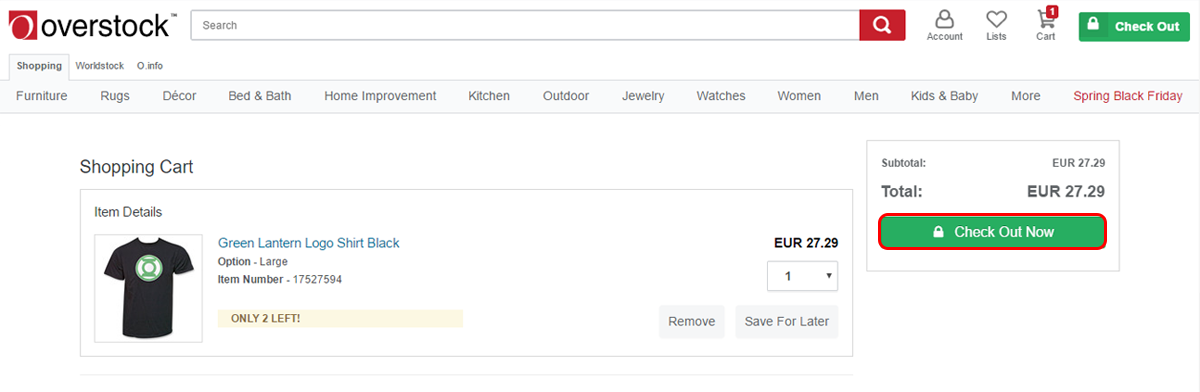 overstock™
Search
Account
Lists
1
Cart
Check Out
Shopping Worldstock O.info
Furniture Rugs Décor Bed & Bath Home Improvement Kitchen Outdoor Jewelry Watches Women Men Kids & Baby More Spring Black Friday
Shopping Cart
Item Details
Green Lantern Logo Shirt Black
Option - Large
Item Number - 17527594
ONLY 2 LEFT!
EUR 27.29
1
Remove Save For Later
Subtotal: EUR 27.29
Total: EUR 27.29
Check Out Now